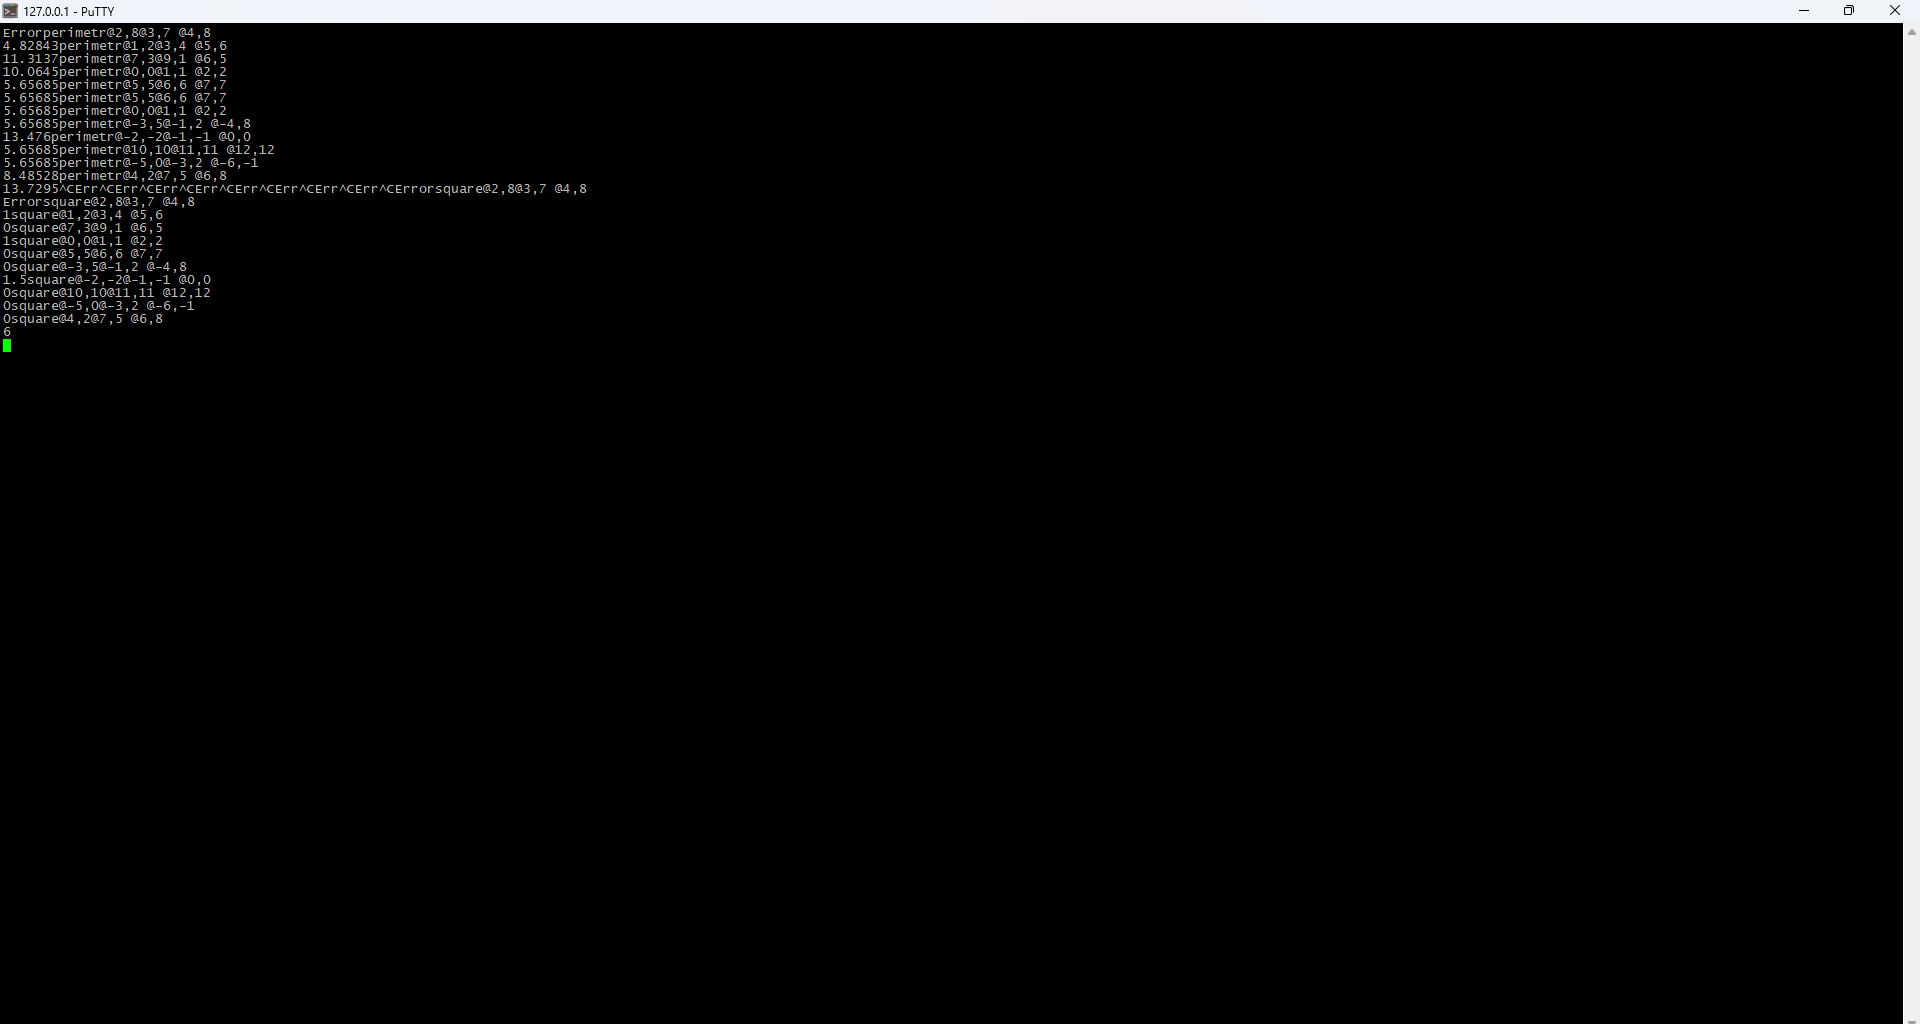 127.0.0.1 - PuTTY
Errorperimetr@2,8@3,7 @4,8
4.82843perimetr@1,2@3,4 @5,6
11.3137perimetr@7,3@9,1 @6,5
10.0645perimetr@0,0@1,1 @2,2
5.65685perimetr@5,5@6,6 @7,7
5.65685perimetr@5,5@6,6 @7,7
5.65685perimetr@0,0@1,1 @2,2
5.65685perimetr@-3,5@-1,2 @-4,8
13.476perimetr@-2,-2@-1,-1 @0,0
5.65685perimetr@10,10@11,11 @12,12
5.65685perimetr@-5,0@-3,2 @-6,-1
8.48528perimetr@4,2@7,5 @6,8
13.7295^CErr^CErr^CErr^CErr^CErr^CErr^CErr^CErr^CErrorsquare@2,8@3,7 @4,8
Errorsquare@2,8@3,7 @4,8
1square@1,2@3,4 @5,6
0square@7,3@9,1 @6,5
1square@0,0@1,1 @2,2
0square@5,5@6,6 @7,7
0square@-3,5@-1,2 @-4,8
1.5square@-2,-2@-1,-1 @0,0
0square@10,10@11,11 @12,12
0square@-5,0@-3,2 @-6,-1
0square@4,2@7,5 @6,8
6